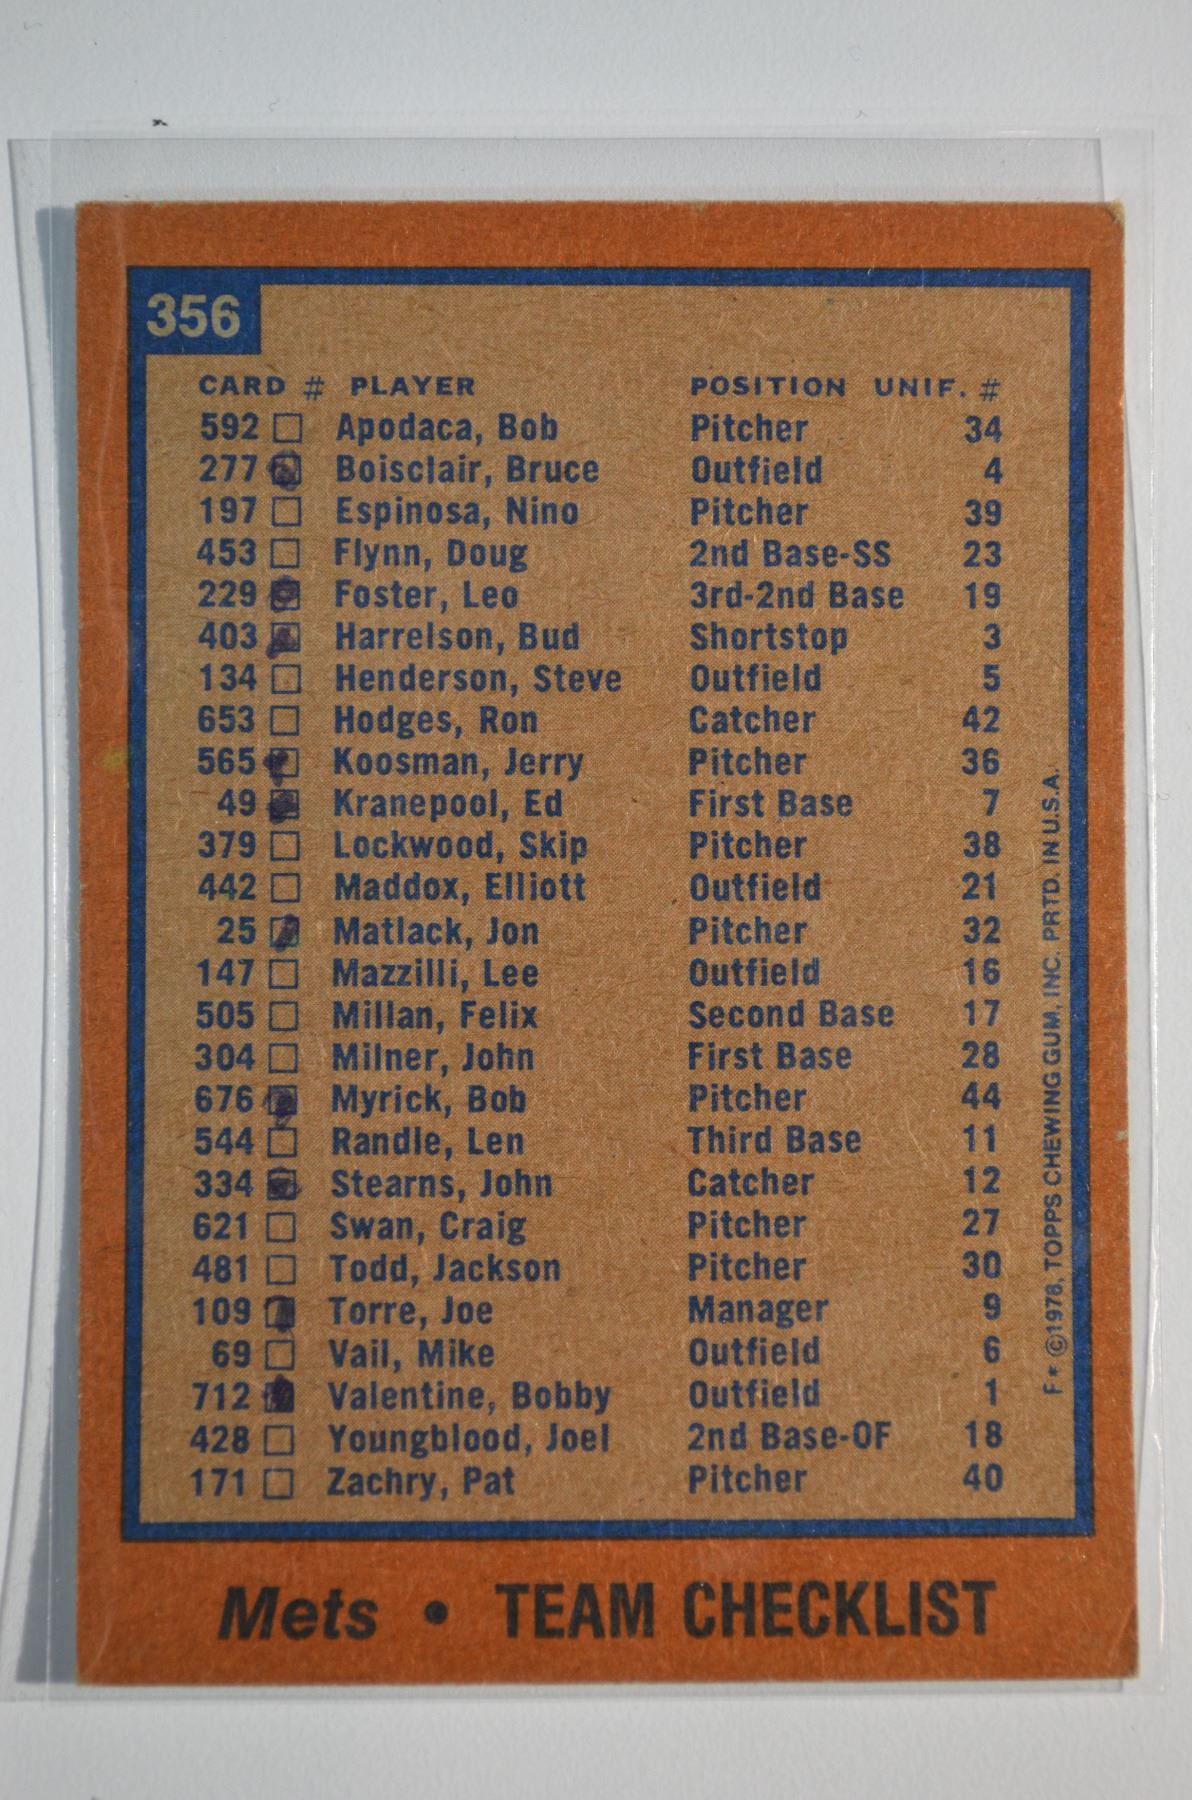 356
CARD # PLAYER POSITION UNIF. #
592 Apodaca, Bob Pitcher 34
277 Boisclair, Bruce Outfield 4
197 Espinosa, Nino Pitcher 39
453 Flynn, Doug 2nd Base-SS 23
229 Foster, Leo 3rd-2nd Base 19
403 Harrelson, Bud Shortstop 3
134 Henderson, Steve Outfield 5
653 Hodges, Ron Catcher 42
565 Koosman, Jerry Pitcher 36
49 Kranepool, Ed First Base 7
379 Lockwood, Skip Pitcher 38
442 Maddox, Elliott Outfield 21
25 Matlack, Jon Pitcher 32
147 Mazzilli, Lee Outfield 16
505 Millan, Felix Second Base 17
304 Milner, John First Base 28
676 Myrick, Bob Pitcher 44
544 Randle, Len Third Base 11
334 Stearns, John Catcher 12
621 Swan, Craig Pitcher 27
481 Todd, Jackson Pitcher 30
109 Torre, Joe Manager 9
69 Vail, Mike Outfield 6
712 Valentine, Bobby Outfield 1
428 Youngblood, Joel 2nd Base-OF 18
171 Zachry, Pat Pitcher 40
F* ©1978, TOPPS CHEWING GUM, INC. PRTD. IN U.S.A.
Mets • TEAM CHECKLIST